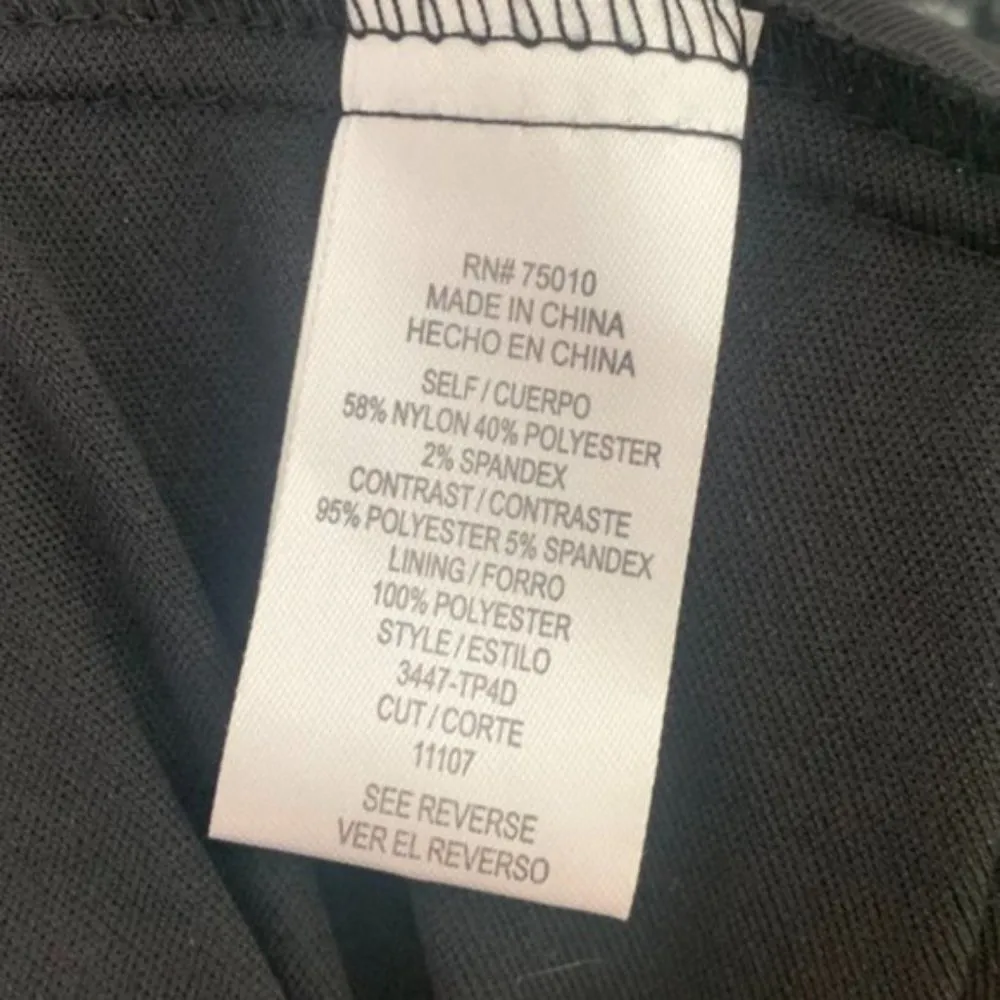 RN# 75010
MADE IN CHINA
HECHO EN CHINA
SELF / CUERPO
58% NYLON 40% POLYESTER
2% SPANDEX
CONTRAST / CONTRASTE
95% POLYESTER 5% SPANDEX
LINING / FORRO
100% POLYESTER
STYLE / ESTILO
3447-TP4D
CUT / CORTE
11107
SEE REVERSE
VER EL REVERSO